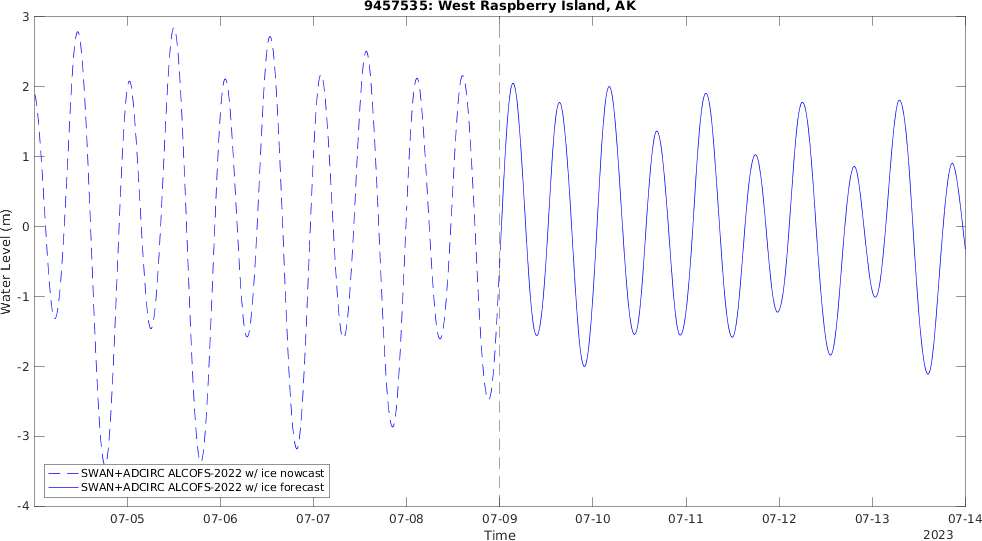 9457535: West Raspberry Island, AK
3
2
1
0
-1
-2
-3
-4
Water Level (m)
SWAN+ADCIRC ALCOFS-2022 w/ ice nowcast
SWAN+ADCIRC ALCOFS-2022 w/ ice forecast
07-05 07-06 07-07 07-08 07-09 07-10 07-11 07-12 07-13 07-14
Time
2023